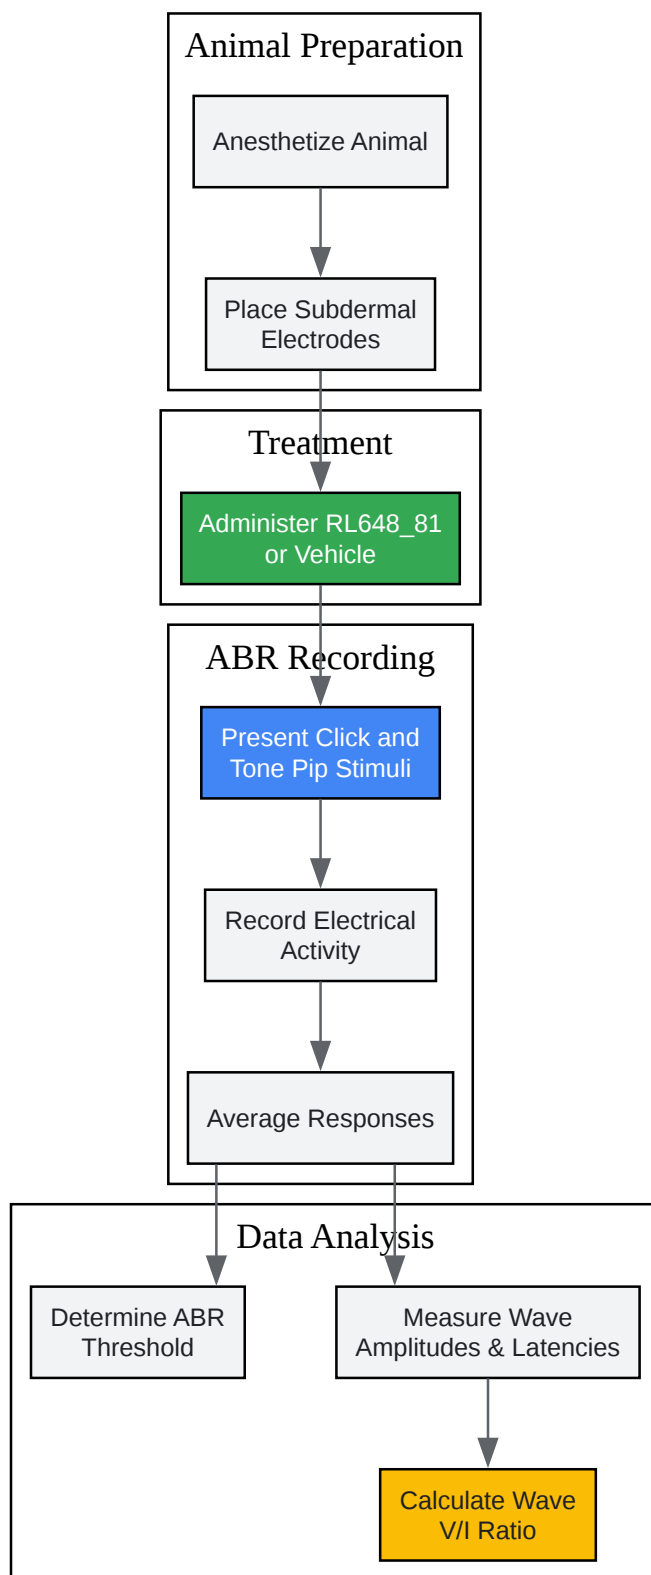 Animal Preparation
Anesthetize Animal
Place Subdermal
Electrodes
Treatment
Administer RL648_81
or Vehicle
ABR Recording
Present Click and
Tone Pip Stimuli
Record Electrical
Activity
Average Responses
Data Analysis
Determine ABR
Threshold
Measure Wave
Amplitudes & Latencies
Calculate Wave
V/I Ratio